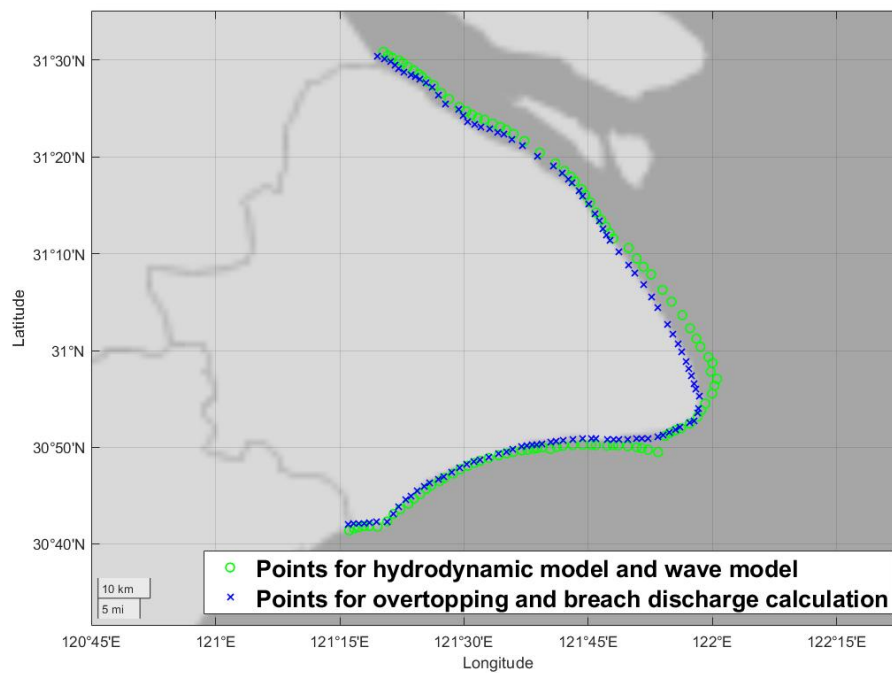 31°30'N
31°20'N
31°10'N
31°N
30°50'N
30°40'N
Latitude
10 km
5 mi
Points for hydrodynamic model and wave model
Points for overtopping and breach discharge calculation
120°45'E 121°E 121°15'E 121°30'E 121°45'E 122°E 122°15'E
Longitude